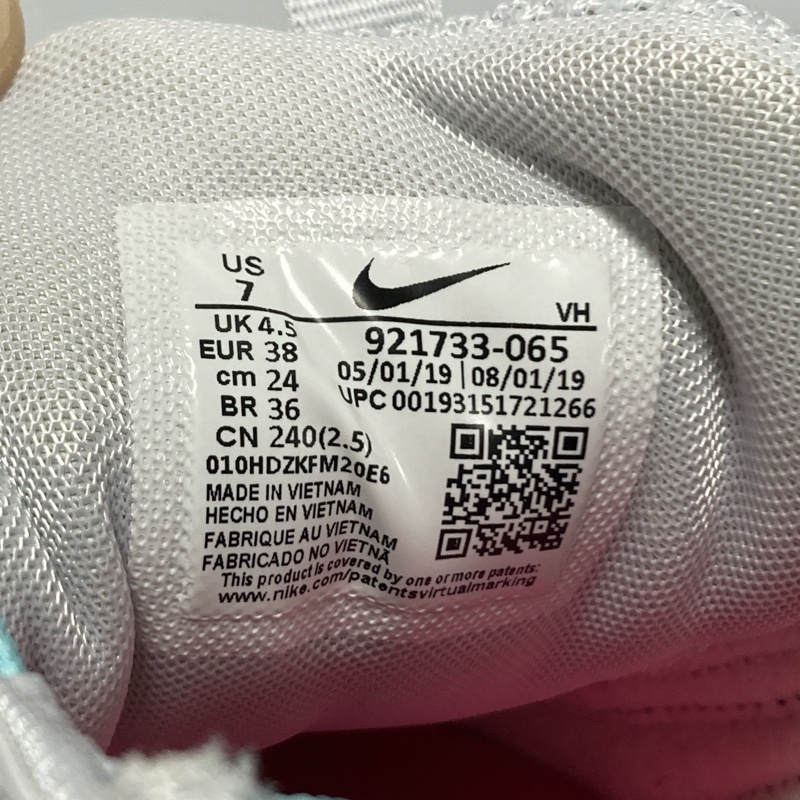 US
7
VH
UK 4.5
EUR 38
cm 24
BR 36
CN 240(2.5)
921733-065
05/01/19 | 08/01/19
UPC 00193151721266
010HDZKFM20E6
MADE IN VIETNAM
HECHO EN VIETNAM
FABRIQUE AU VIETNAM
FABRICADO NO VIETNÃ
This product is covered by one or more patents:
www.nike.com/patentsvirtualmarking